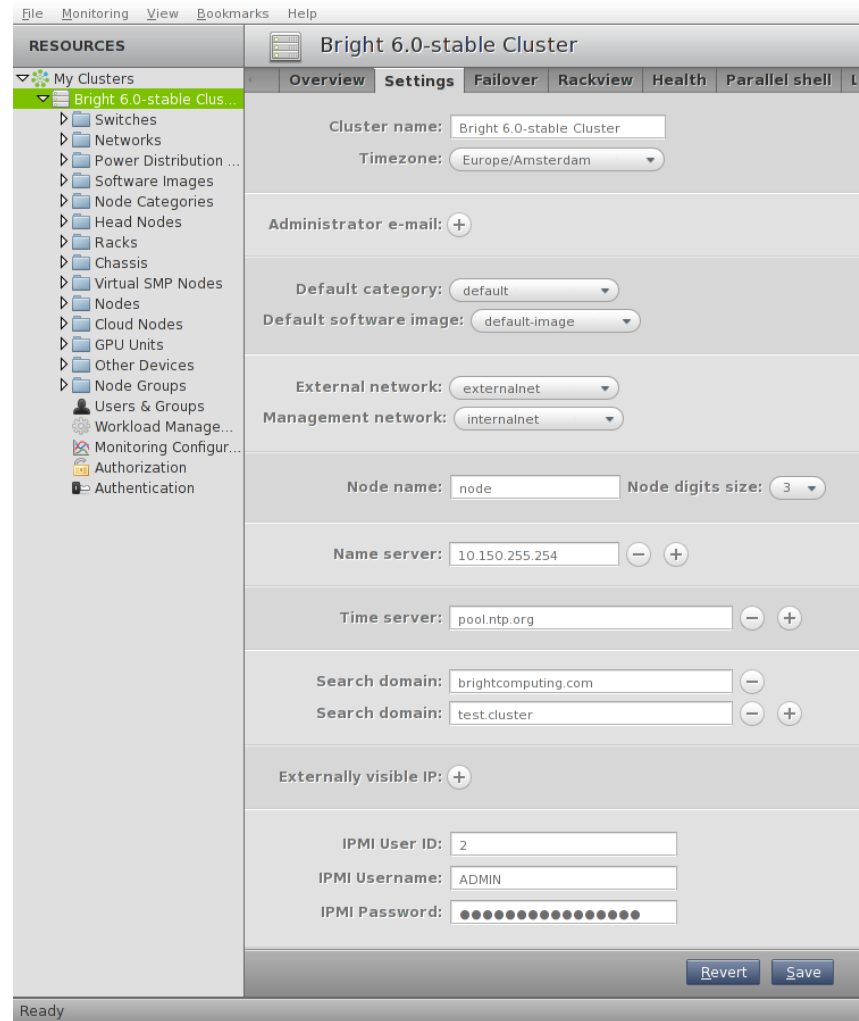 File Monitoring View Bookmarks Help
RESOURCES
Bright 6.0-stable Cluster
My Clusters
Bright 6.0-stable Clus...
Switches
Networks
Power Distribution ...
Software Images
Node Categories
Head Nodes
Racks
Chassis
Virtual SMP Nodes
Nodes
Cloud Nodes
GPU Units
Other Devices
Node Groups
Users & Groups
Workload Manage...
Monitoring Configur...
Authorization
Authentication
Overview Settings Failover Rackview Health Parallel shell L
Cluster name: Bright 6.0-stable Cluster
Timezone: Europe/Amsterdam
Administrator e-mail:
Default category: default
Default software image: default-image
External network: externalnet
Management network: internalnet
Node name: node Node digits size: 3
Name server: 10.150.255.254
Time server: pool.ntp.org
Search domain: brightcomputing.com
Search domain: test.cluster
Externally visible IP:
IPMI User ID: 2
IPMI Username: ADMIN
IPMI Password: ●●●●●●●●●●●●●●●●
Revert Save
Ready